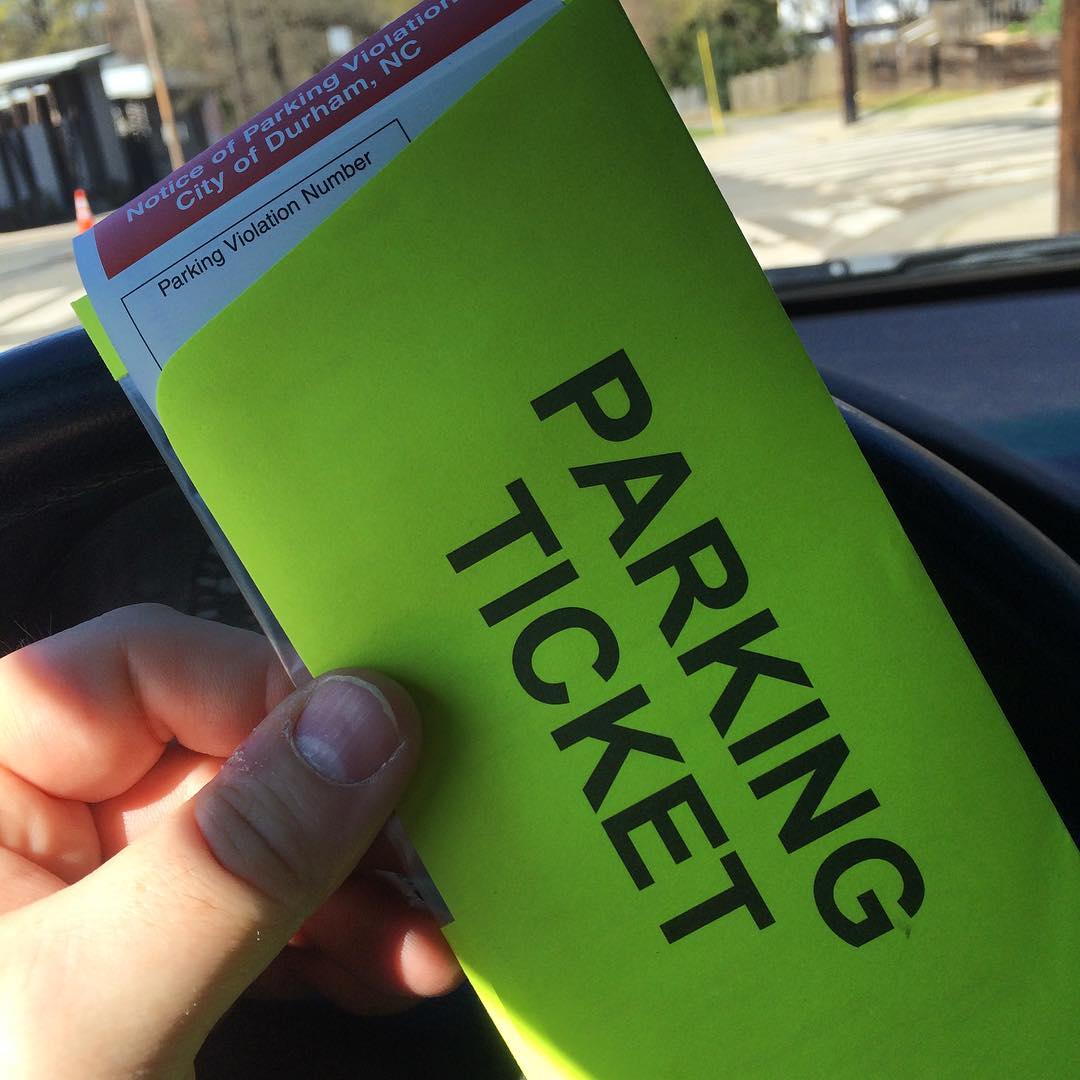 Notice of Parking Violation
City of Durham, NC
Parking Violation Number
PARKING
TICKET